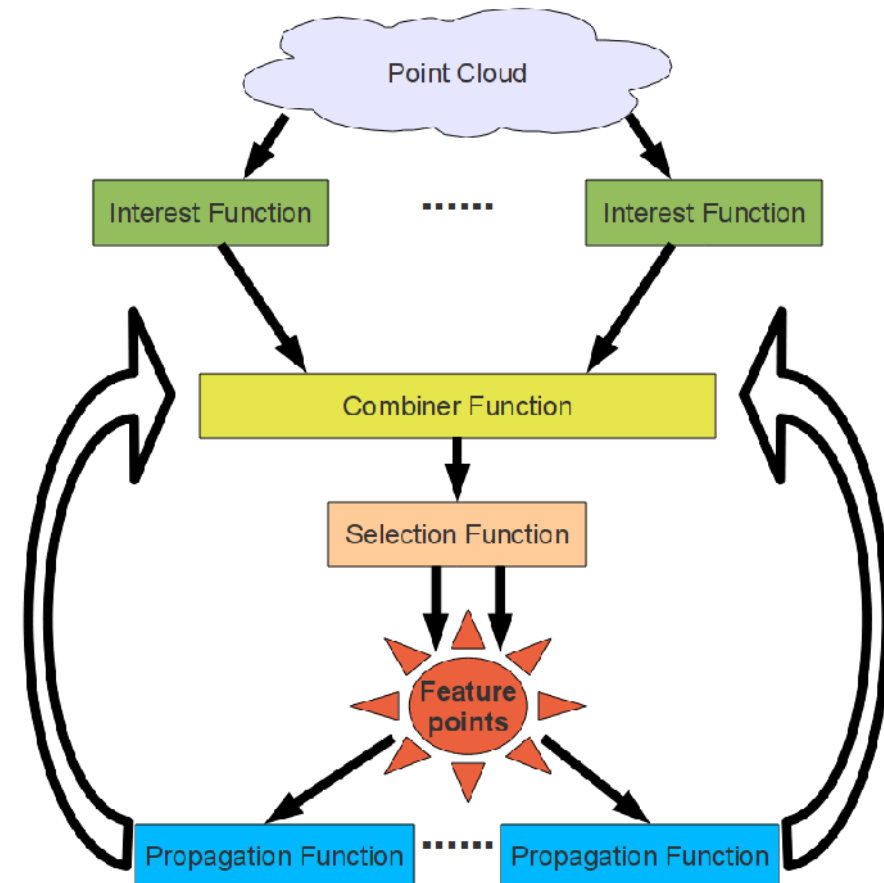 Point Cloud
Interest Function
......
Interest Function
Combiner Function
Selection Function
Feature
points
Propagation Function
......
Propagation Function